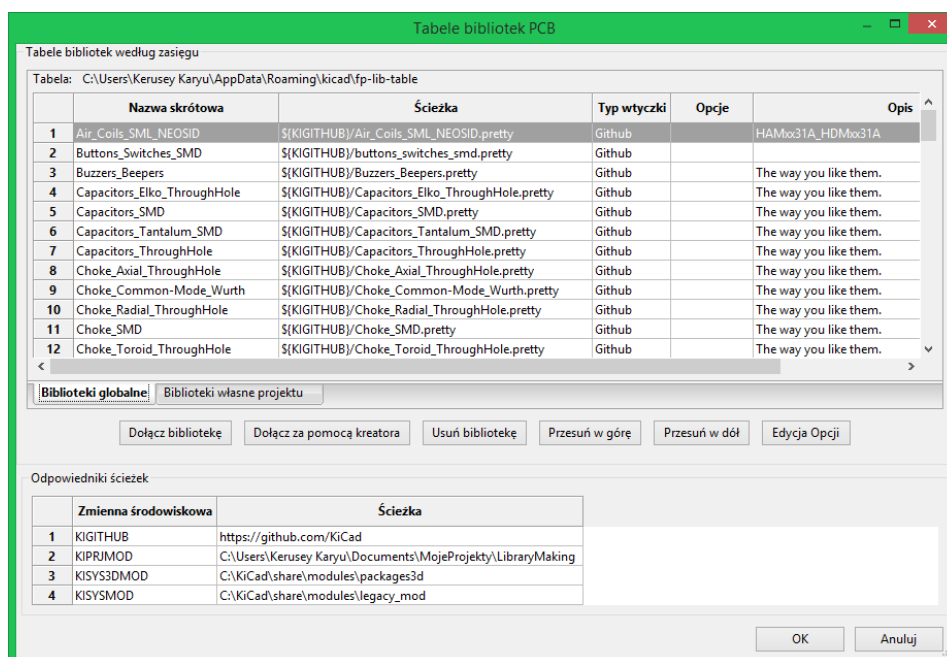 Tabele bibliotek PCB
Tabele bibliotek według zasięgu
Tabela: C:\Users\Kerusey Karyu\AppData\Roaming\kicad\fp-lib-table
Nazwa skrótowa Ścieżka Typ wtyczki Opcje Opis
1 Air_Coils_SML_NEOSID ${KIGITHUB}/Air_Coils_SML_NEOSID.pretty Github HAMxx31A_HDMxx31A
2 Buttons_Switches_SMD ${KIGITHUB}/buttons_switches_smd.pretty Github
3 Buzzers_Beepers ${KIGITHUB}/Buzzers_Beepers.pretty Github The way you like them.
4 Capacitors_Elko_ThroughHole ${KIGITHUB}/Capacitors_Elko_ThroughHole.pretty Github The way you like them.
5 Capacitors_SMD ${KIGITHUB}/Capacitors_SMD.pretty Github The way you like them.
6 Capacitors_Tantalum_SMD ${KIGITHUB}/Capacitors_Tantalum_SMD.pretty Github The way you like them.
7 Capacitors_ThroughHole ${KIGITHUB}/Capacitors_ThroughHole.pretty Github The way you like them.
8 Choke_Axial_ThroughHole ${KIGITHUB}/Choke_Axial_ThroughHole.pretty Github The way you like them.
9 Choke_Common-Mode_Wurth ${KIGITHUB}/Choke_Common-Mode_Wurth.pretty Github The way you like them.
10 Choke_Radial_ThroughHole ${KIGITHUB}/Choke_Radial_ThroughHole.pretty Github The way you like them.
11 Choke_SMD ${KIGITHUB}/Choke_SMD.pretty Github The way you like them.
12 Choke_Toroid_ThroughHole ${KIGITHUB}/Choke_Toroid_ThroughHole.pretty Github The way you like them.
Biblioteki globalne Biblioteki własne projektu
Dołącz bibliotekę Dołącz za pomocą kreatora Usuń bibliotekę Przesuń w górę Przesuń w dół Edycja Opcji
Odpowiedniki ścieżek
Zmienna środowiskowa Ścieżka
1 KIGITHUB https://github.com/KiCad
2 KIPRJMOD C:\Users\Kerusey Karyu\Documents\MojeProjekty\LibraryMaking
3 KISYS3DMOD C:\KiCad\share\modules\packages3d
4 KISYSMOD C:\KiCad\share\modules\legacy_mod
OK Anuluj